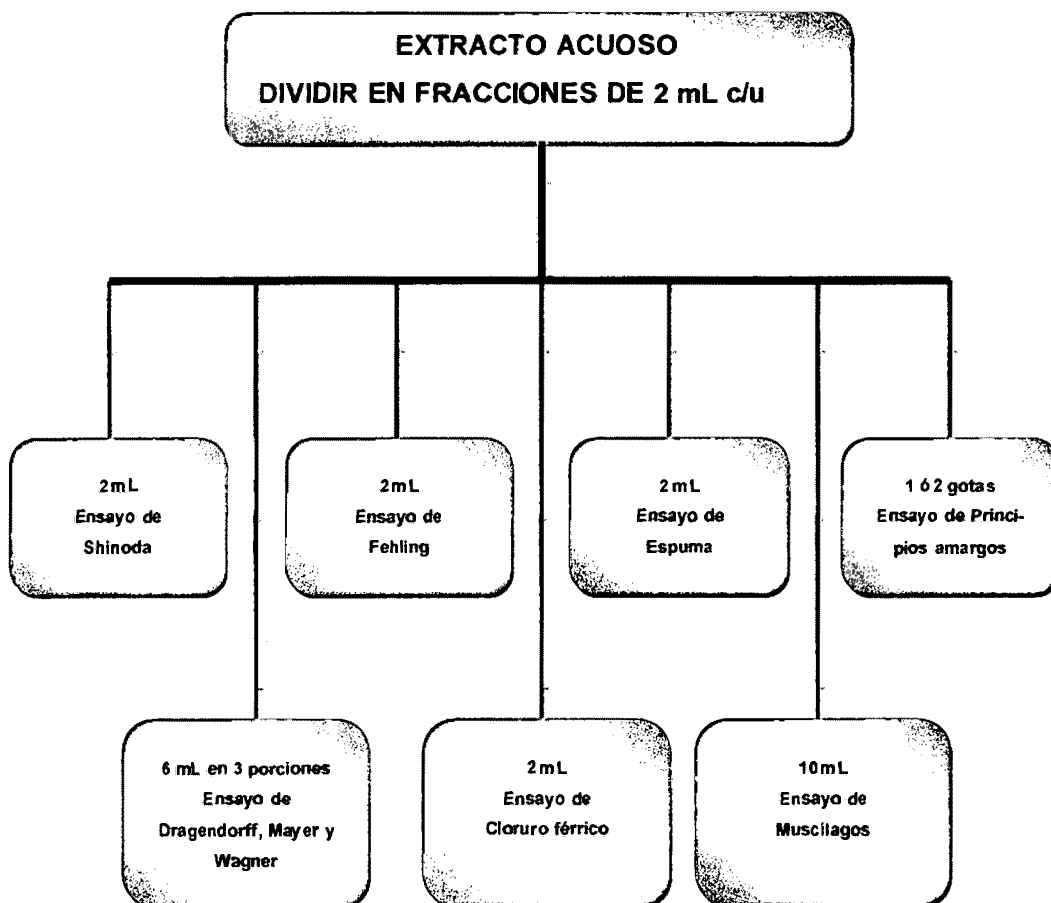 EXTRACTO ACUOSO
DIVIDIR EN FRACCIONES DE 2 mL c/u
2mL
Ensayo de
Shinoda
2mL
Ensayo de
Fehling
2mL
Ensayo de
Espuma
1 ó 2 gotas
Ensayo de Princi-
pios amargos
6 mL en 3 porciones
Ensayo de
Dragendorff, Mayer y
Wagner
2mL
Ensayo de
Cloruro férrico
10mL
Ensayo de
Muscílagos